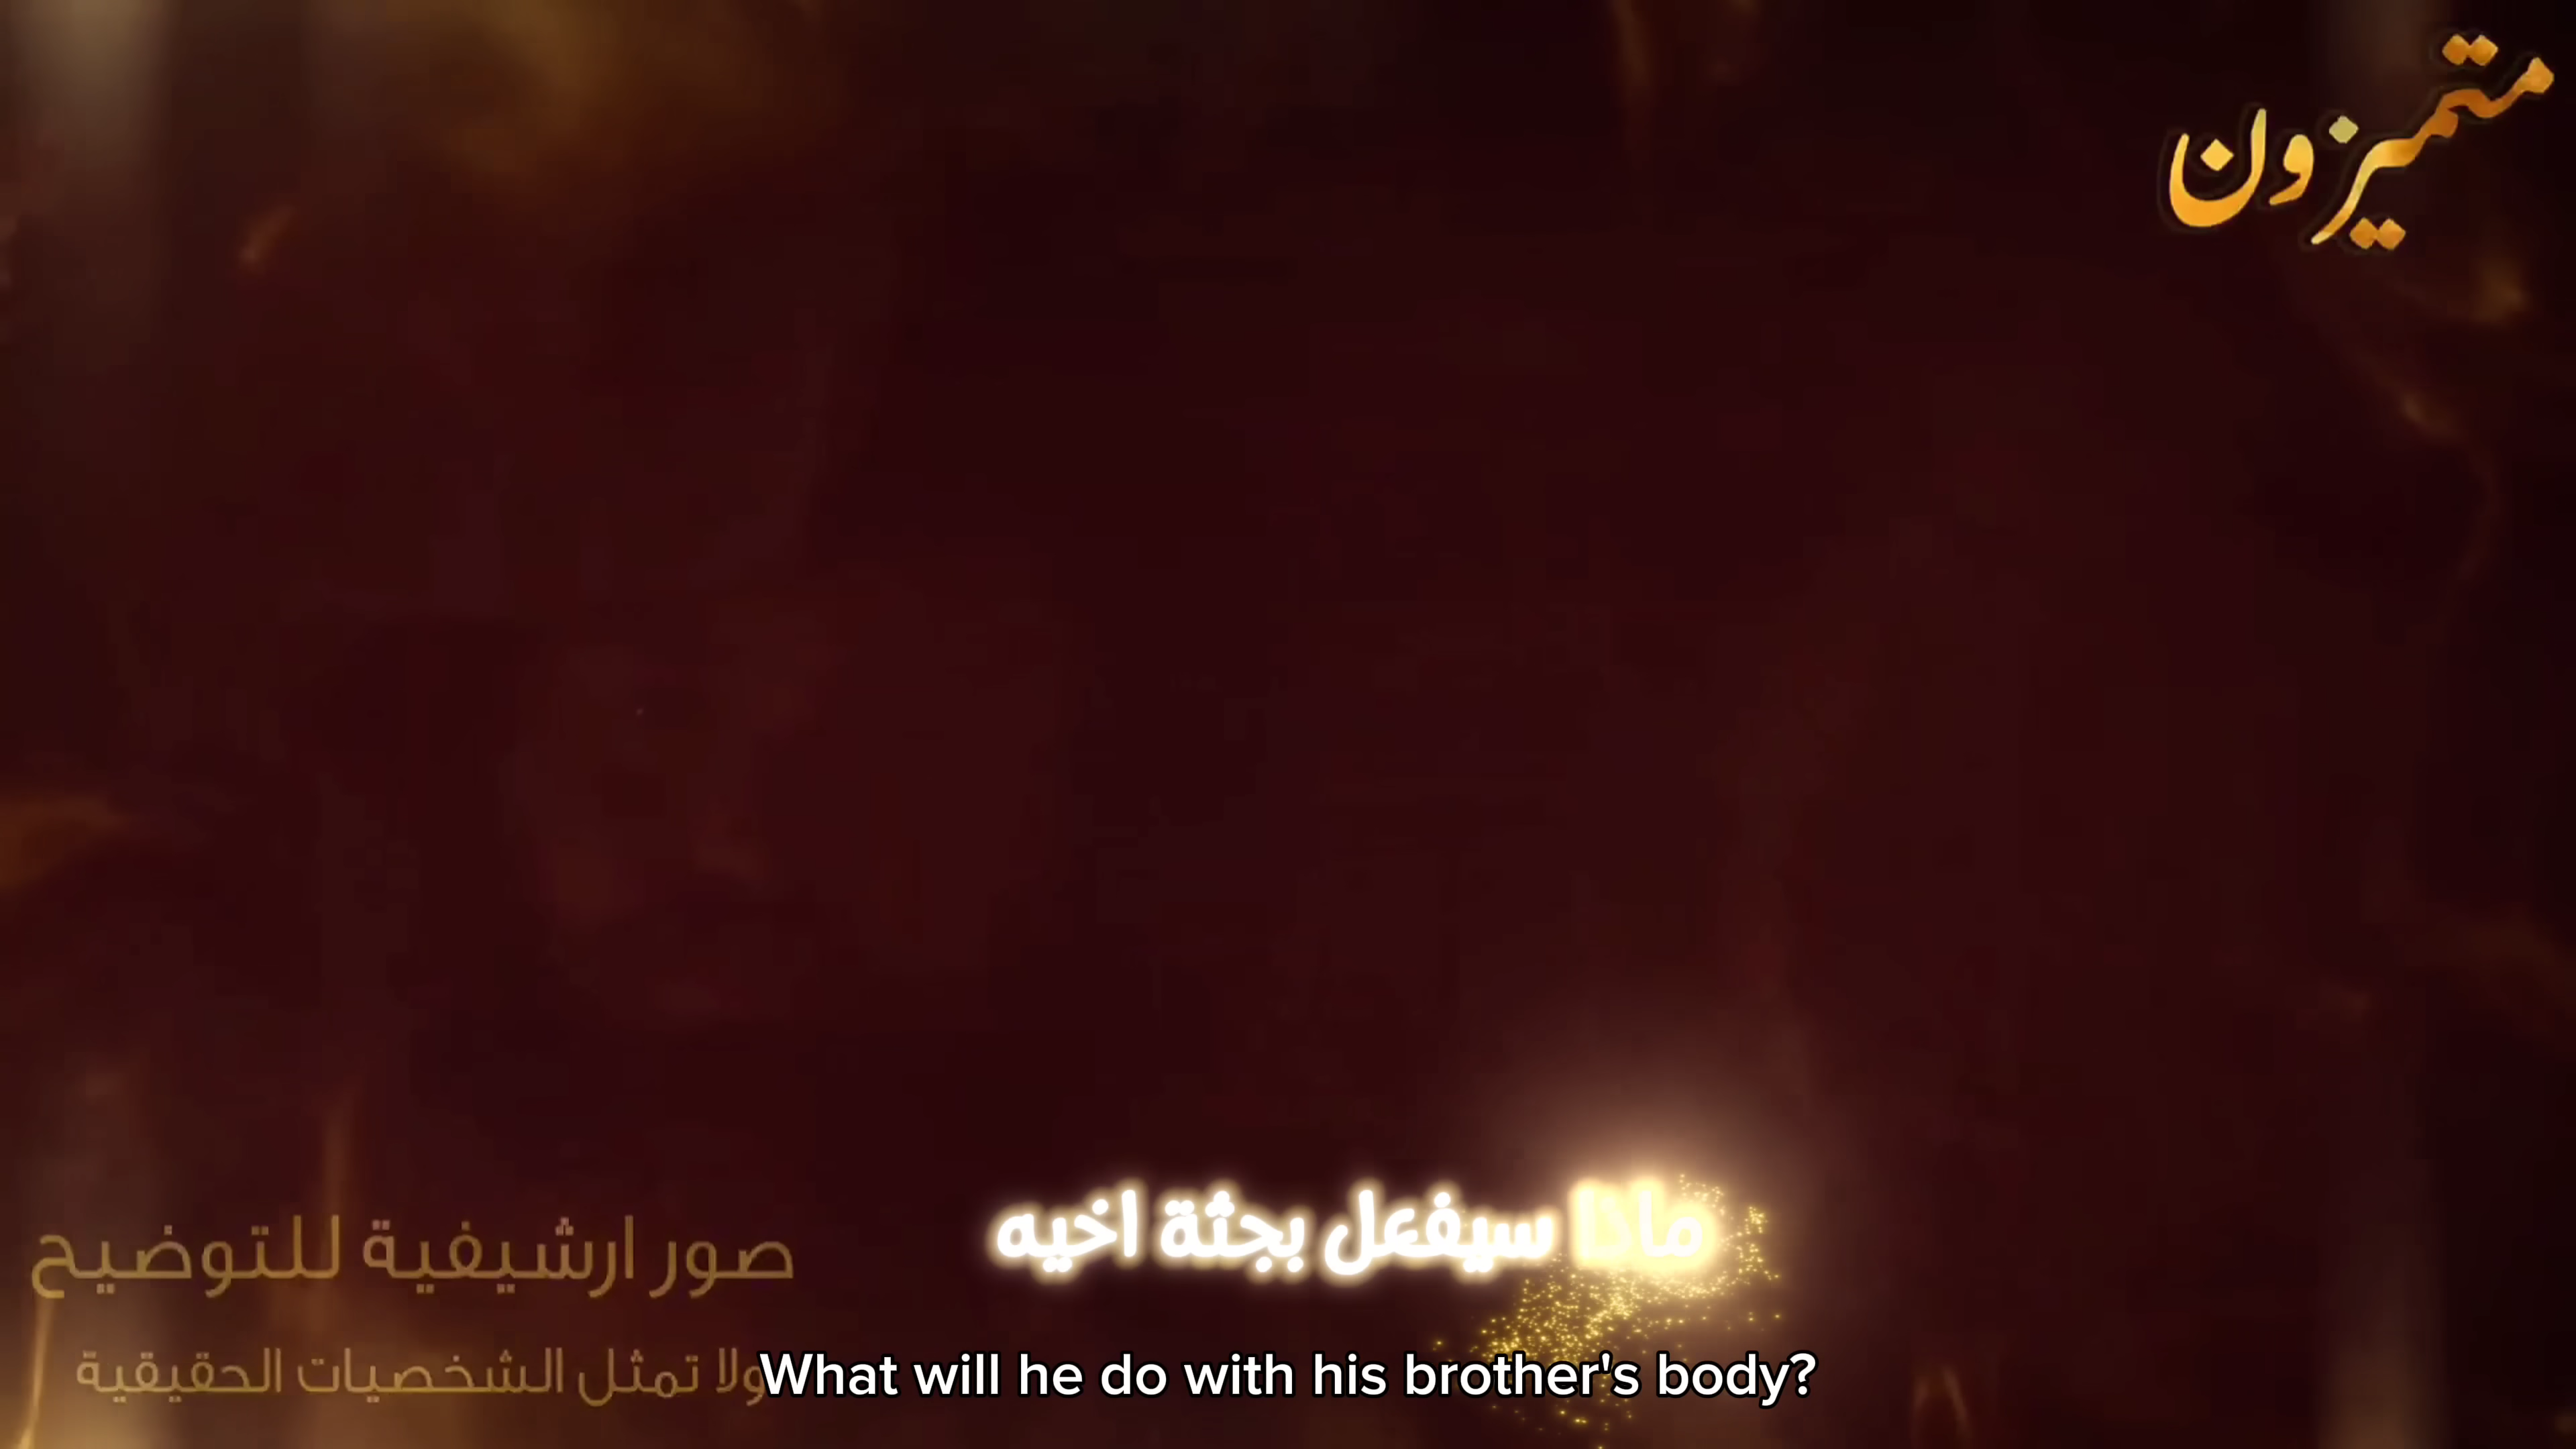 متميزون
ماذا سيفعل بجثة اخيه
صور ارشيفية للتوضيح
ولا تمثل الشخصيات الحقيقية
What will he do with his brother's body?